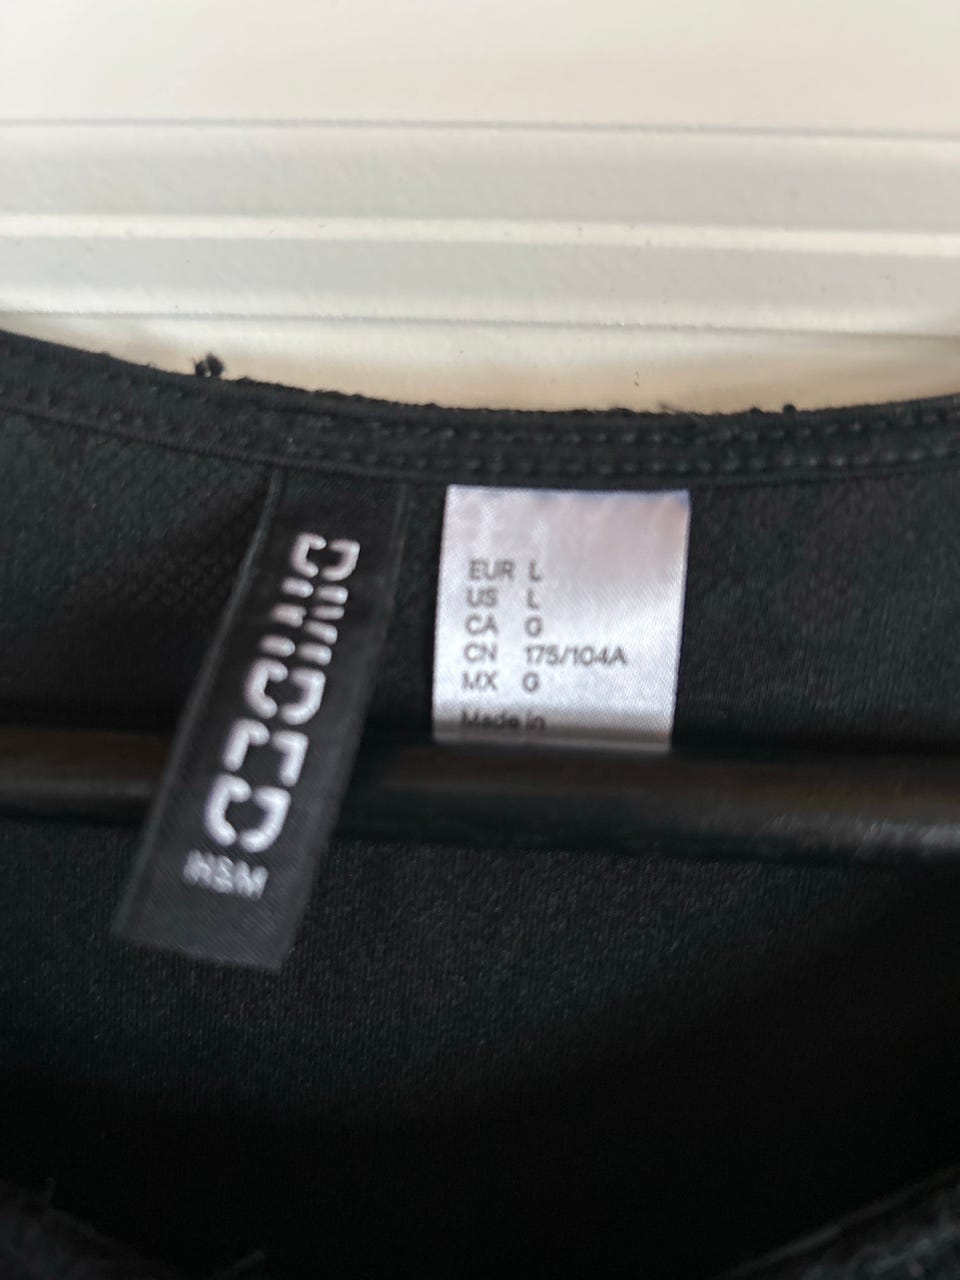 DIVIDED
H&M
EUR L
US L
CA G
CN 175/104A
MX G
Made in